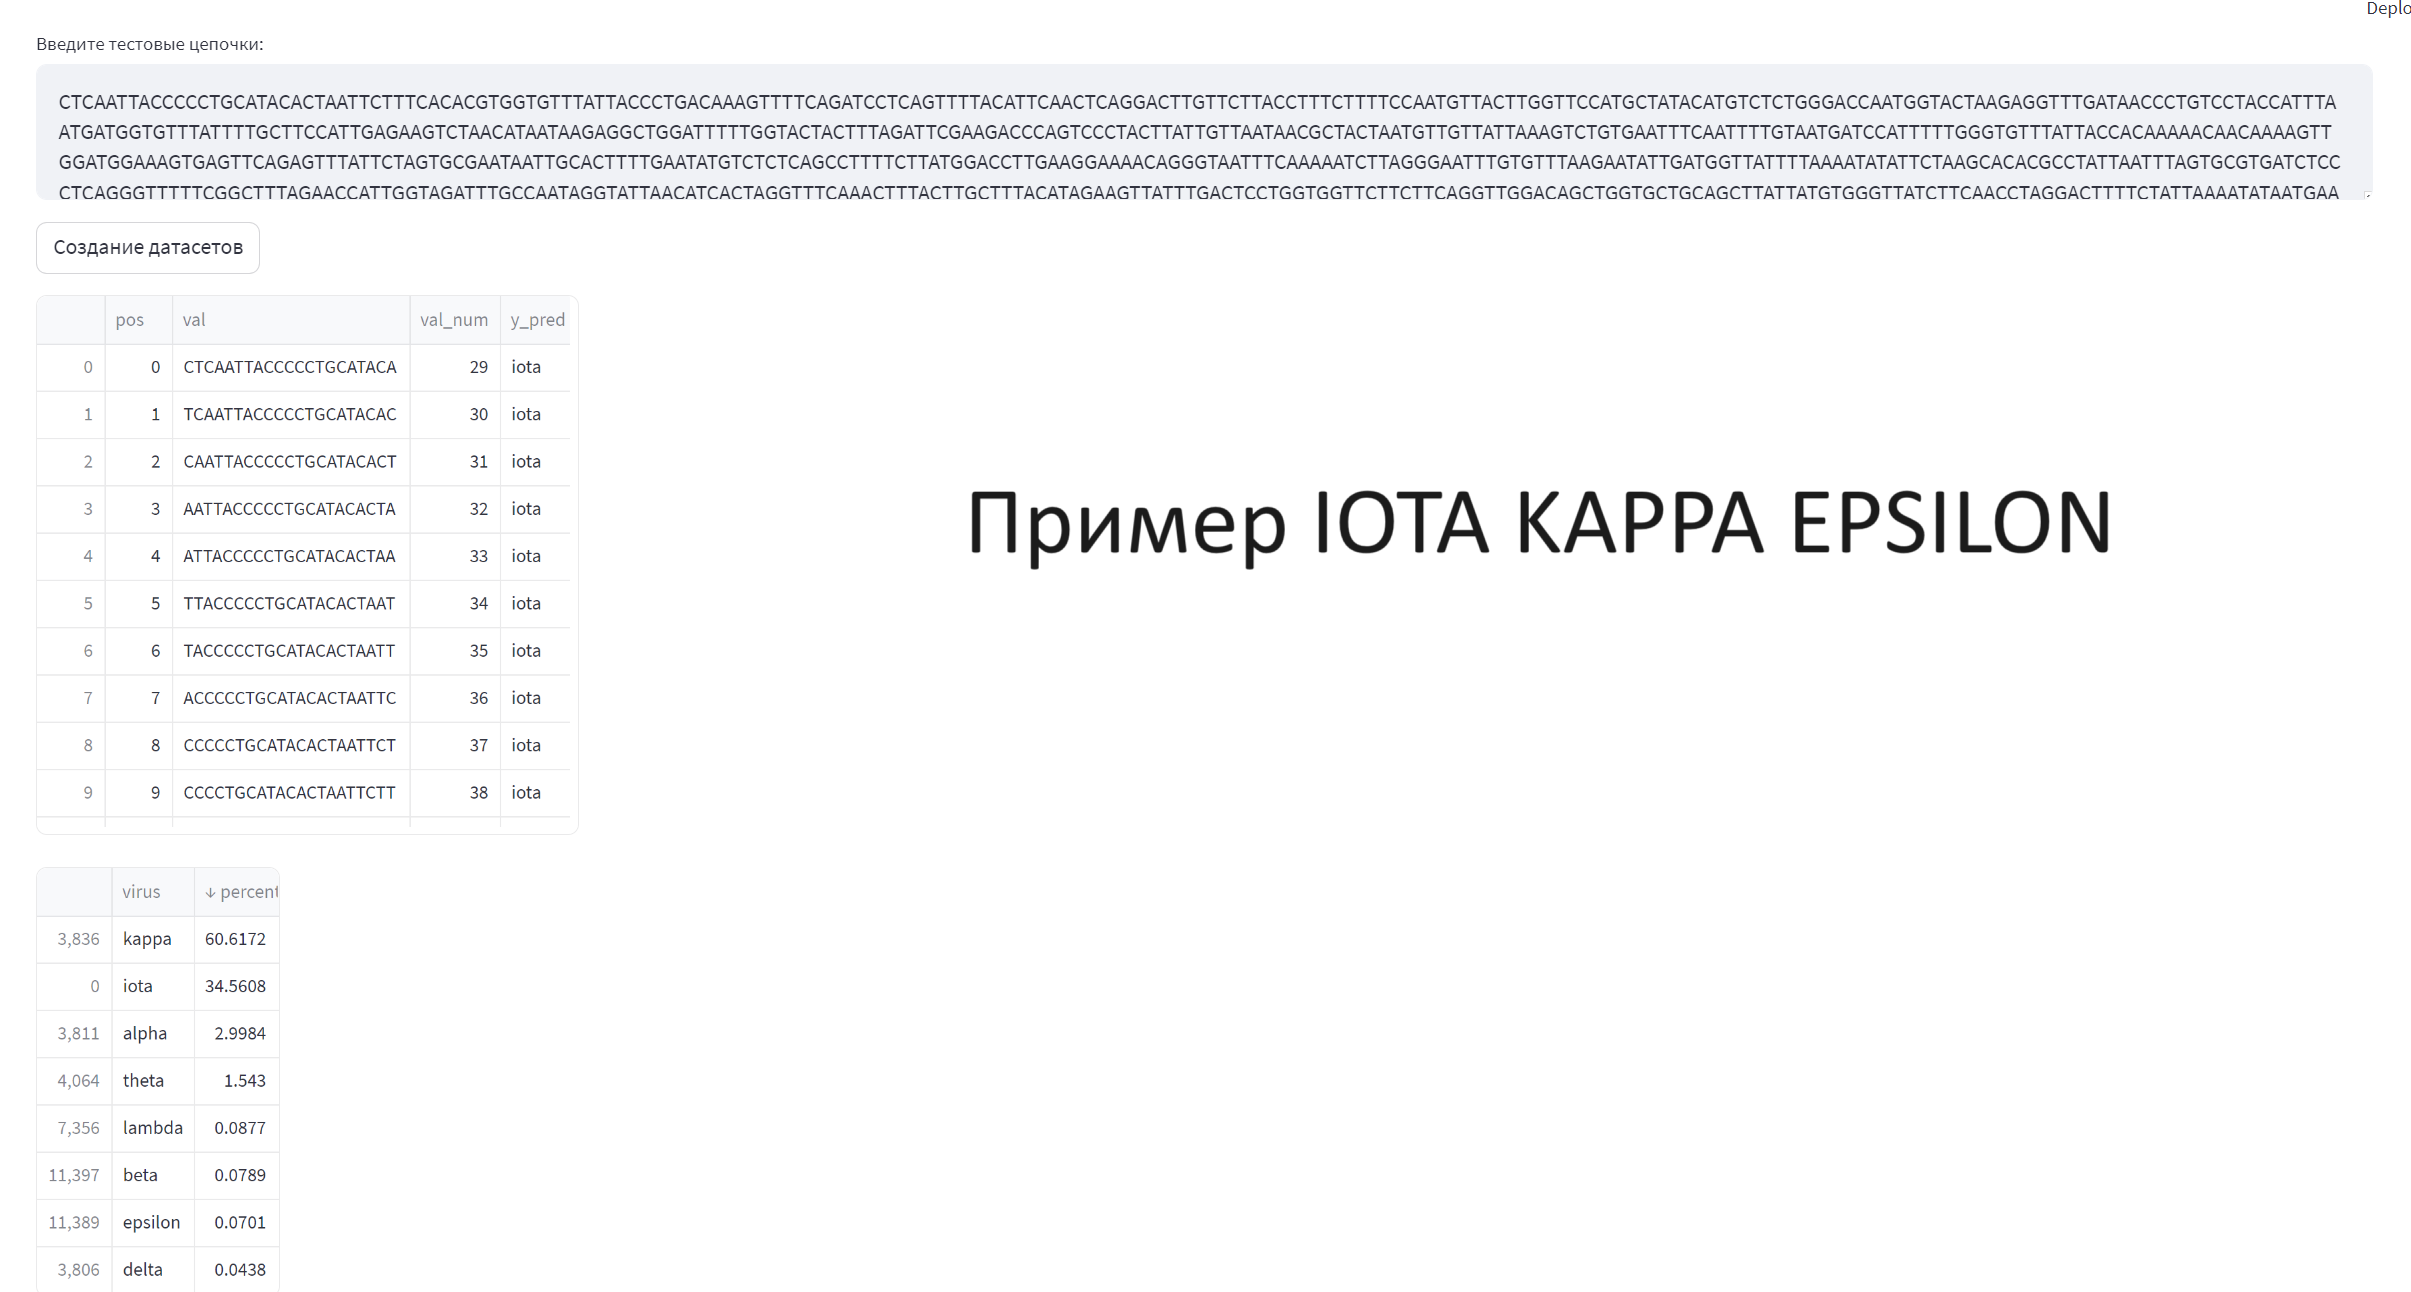 Deplo
Введите тестовые цепочки:
CTCAATTACCCCCTGCATACACTAATTCTTTCACACGTGGTGTTTATTACCCTGACAAAGTTTTCAGATCCTCAGTTTTACATTCAACTCAGGACTTGTTCTTACCTTTCTTTTCCAATGTTACTTGGTTCCATGCTATACATGTCTCTGGGACCAATGGTACTAAGAGGTTTGATAACCCTGTCCTACCATTTA
ATGATGGTGTTTATTTTGCTTCCATTGAGAAGTCTAACATAATAAGAGGCTGGATTTTTGGTACTACTTTAGATTCGAAGACCCAGTCCCTACTTATTGTTAATAACGCTACTAATGTTGTTATTAAAGTCTGTGAATTTCAATTTTGTAATGATCCATTTTTGGGTGTTTATTACCACAAAAACAACAAAAGTT
GGATGGAAAGTGAGTTCAGAGTTTATTCTAGTGCGAATAATTGCACTTTTGAATATGTCTCTCAGCCTTTTCTTATGGACCTTGAAGGAAAACAGGGTAATTTCAAAAATCTTAGGGAATTTGTGTTTAAGAATATTGATGGTTATTTTAAAATATATTCTAAGCACACGCCTATTAATTTAGTGCGTGATCTCC
CTCAGGGTTTTTCGGCTTTAGAACCATTGGTAGATTTGCCAATAGGTATTAACATCACTAGGTTTCAAACTTTACTTGCTTTACATAGAAGTTATTTGACTCCTGGTGGTTCTTCTTCAGGTTGGACAGCTGGTGCTGCAGCTTATTATGTGGGTTATCTTCAACCTAGGACTTTTCTATTAAAATATAATGAA
Создание датасетов
pos val val_num y_pred
0 0 CTCAATTACCCCCTGCATACA 29 iota
1 1 TCAATTACCCCCTGCATACAC 30 iota
2 2 CAATTACCCCCTGCATACACT 31 iota
3 3 AATTACCCCCTGCATACACTA 32 iota
4 4 ATTACCCCCTGCATACACTAA 33 iota
5 5 TTACCCCCTGCATACACTAAT 34 iota
6 6 TACCCCCTGCATACACTAATT 35 iota
7 7 ACCCCCTGCATACACTAATTC 36 iota
8 8 CCCCCTGCATACACTAATTCT 37 iota
9 9 CCCCTGCATACACTAATTCTT 38 iota
Пример IOTA KAPPA EPSILON
virus ↓ percent
3,836 kappa 60.6172
0 iota 34.5608
3,811 alpha 2.9984
4,064 theta 1.543
7,356 lambda 0.0877
11,397 beta 0.0789
11,389 epsilon 0.0701
3,806 delta 0.0438